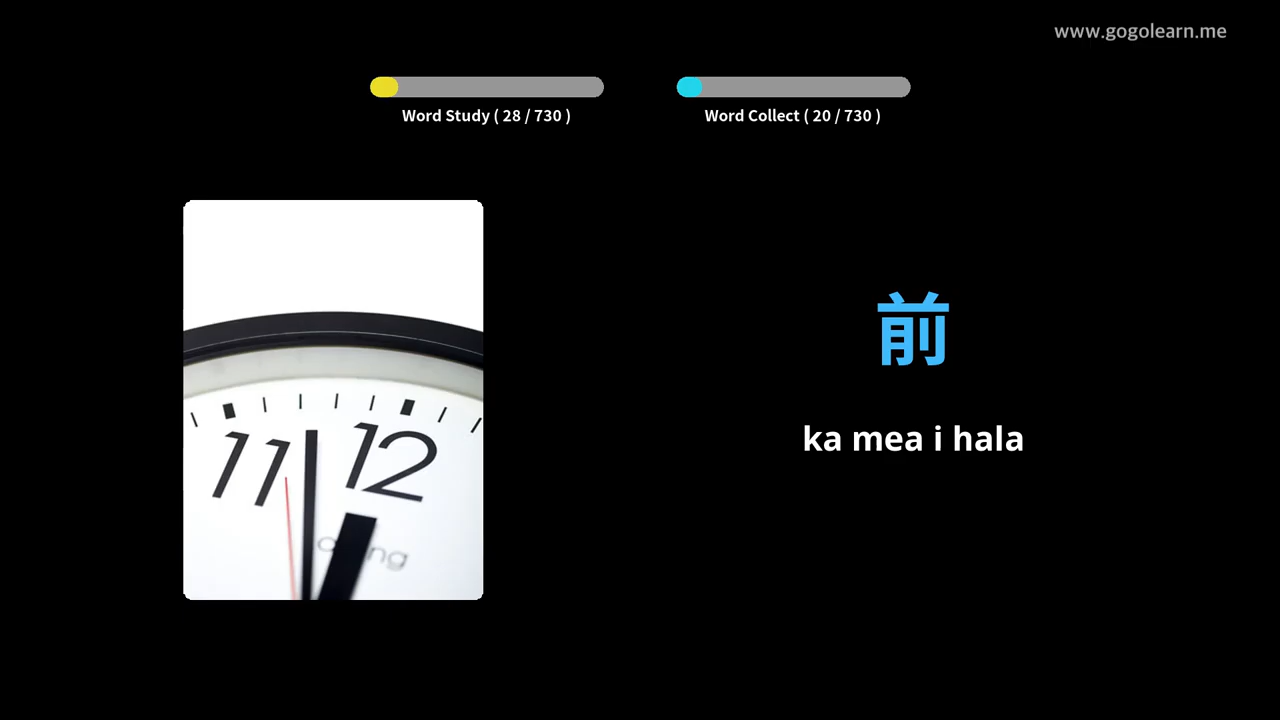 www.gogolearn.me
Word Study ( 28 / 730 )
Word Collect ( 20 / 730 )
前
ka mea i hala
11
12